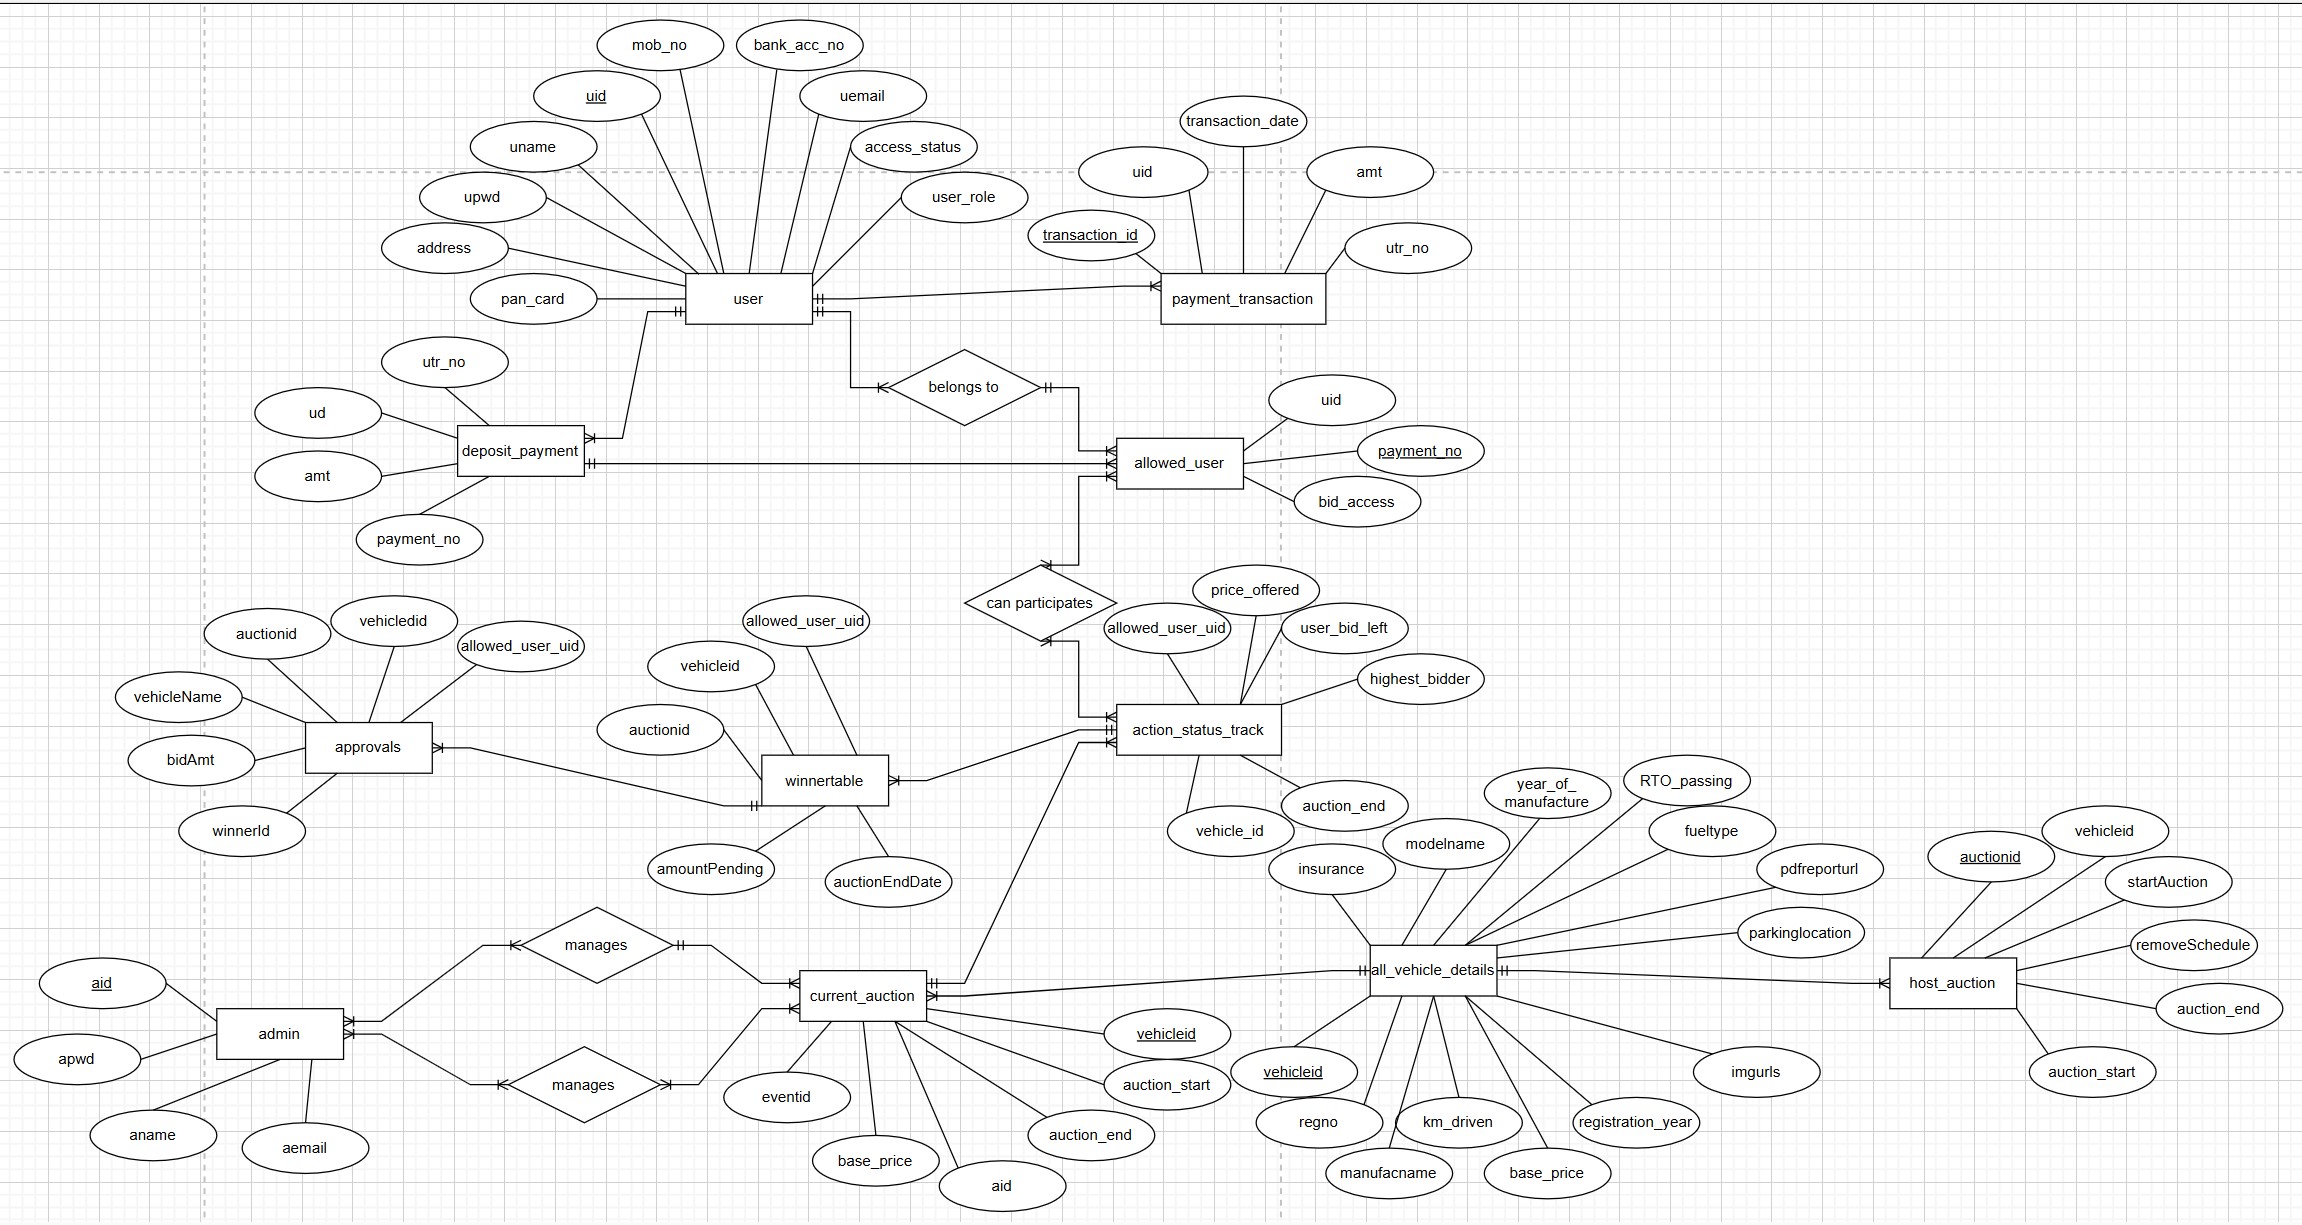 mob_no
bank_acc_no
uid
uemail
uname
access_status
upwd
user_role
address
pan_card
user
transaction_date
uid
amt
transaction_id
utr_no
payment_transaction
utr_no
ud
deposit_payment
amt
payment_no
belongs to
uid
allowed_user
payment_no
bid_access
can participates
price_offered
allowed_user_uid
user_bid_left
highest_bidder
action_status_track
auction_end
vehicle_id
auctionid
vehicledid
allowed_user_uid
vehicleName
approvals
bidAmt
winnerId
allowed_user_uid
vehicleid
auctionid
winnertable
amountPending
auctionEndDate
manages
aid
admin
apwd
aname
aemail
manages
current_auction
vehicleid
auction_start
eventid
auction_end
base_price
aid
year_of_
manufacture
RTO_passing
modelname
fueltype
insurance
pdfreporturl
parkinglocation
all_vehicle_details
vehicleid
imgurls
regno
km_driven
registration_year
manufacname
base_price
vehicleid
auctionid
startAuction
removeSchedule
host_auction
auction_end
auction_start